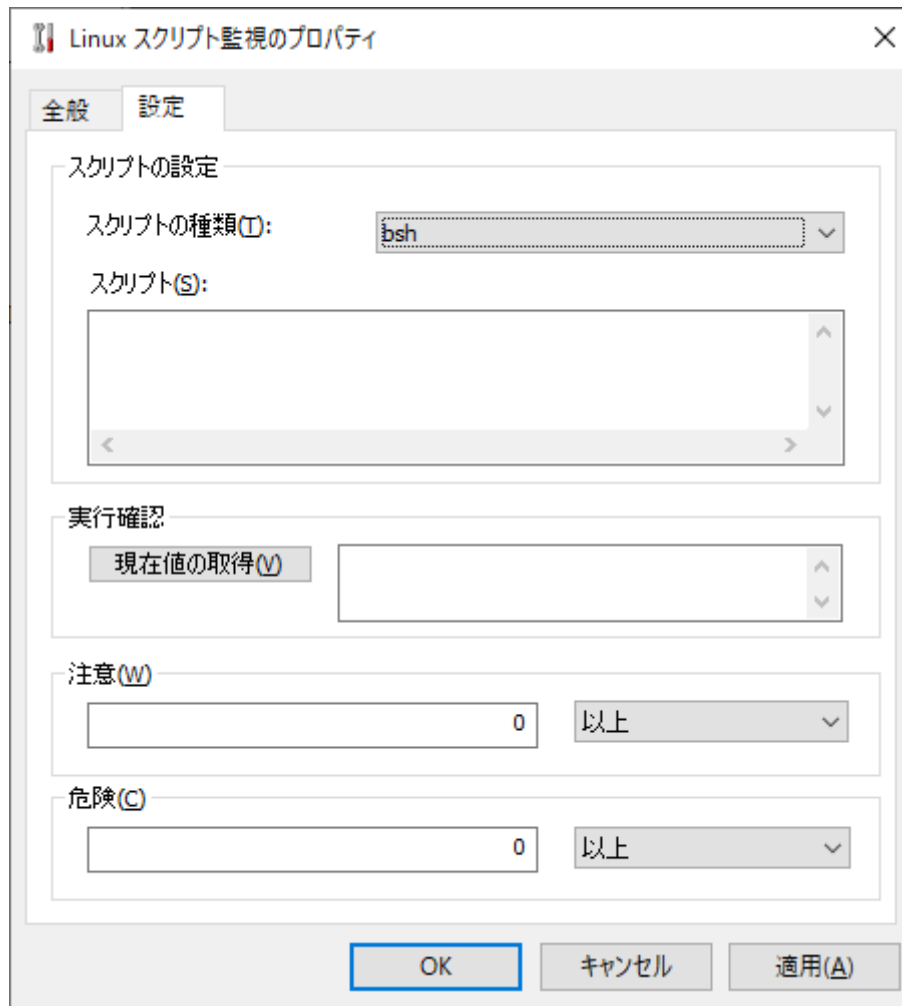 Linux スクリプト監視のプロパティ
全般 設定
スクリプトの設定
スクリプトの種類(T): bsh
スクリプト(S):
実行確認
現在値の取得(V)
注意(W)
0 以上
危険(C)
0 以上
OK キャンセル 適用(A)